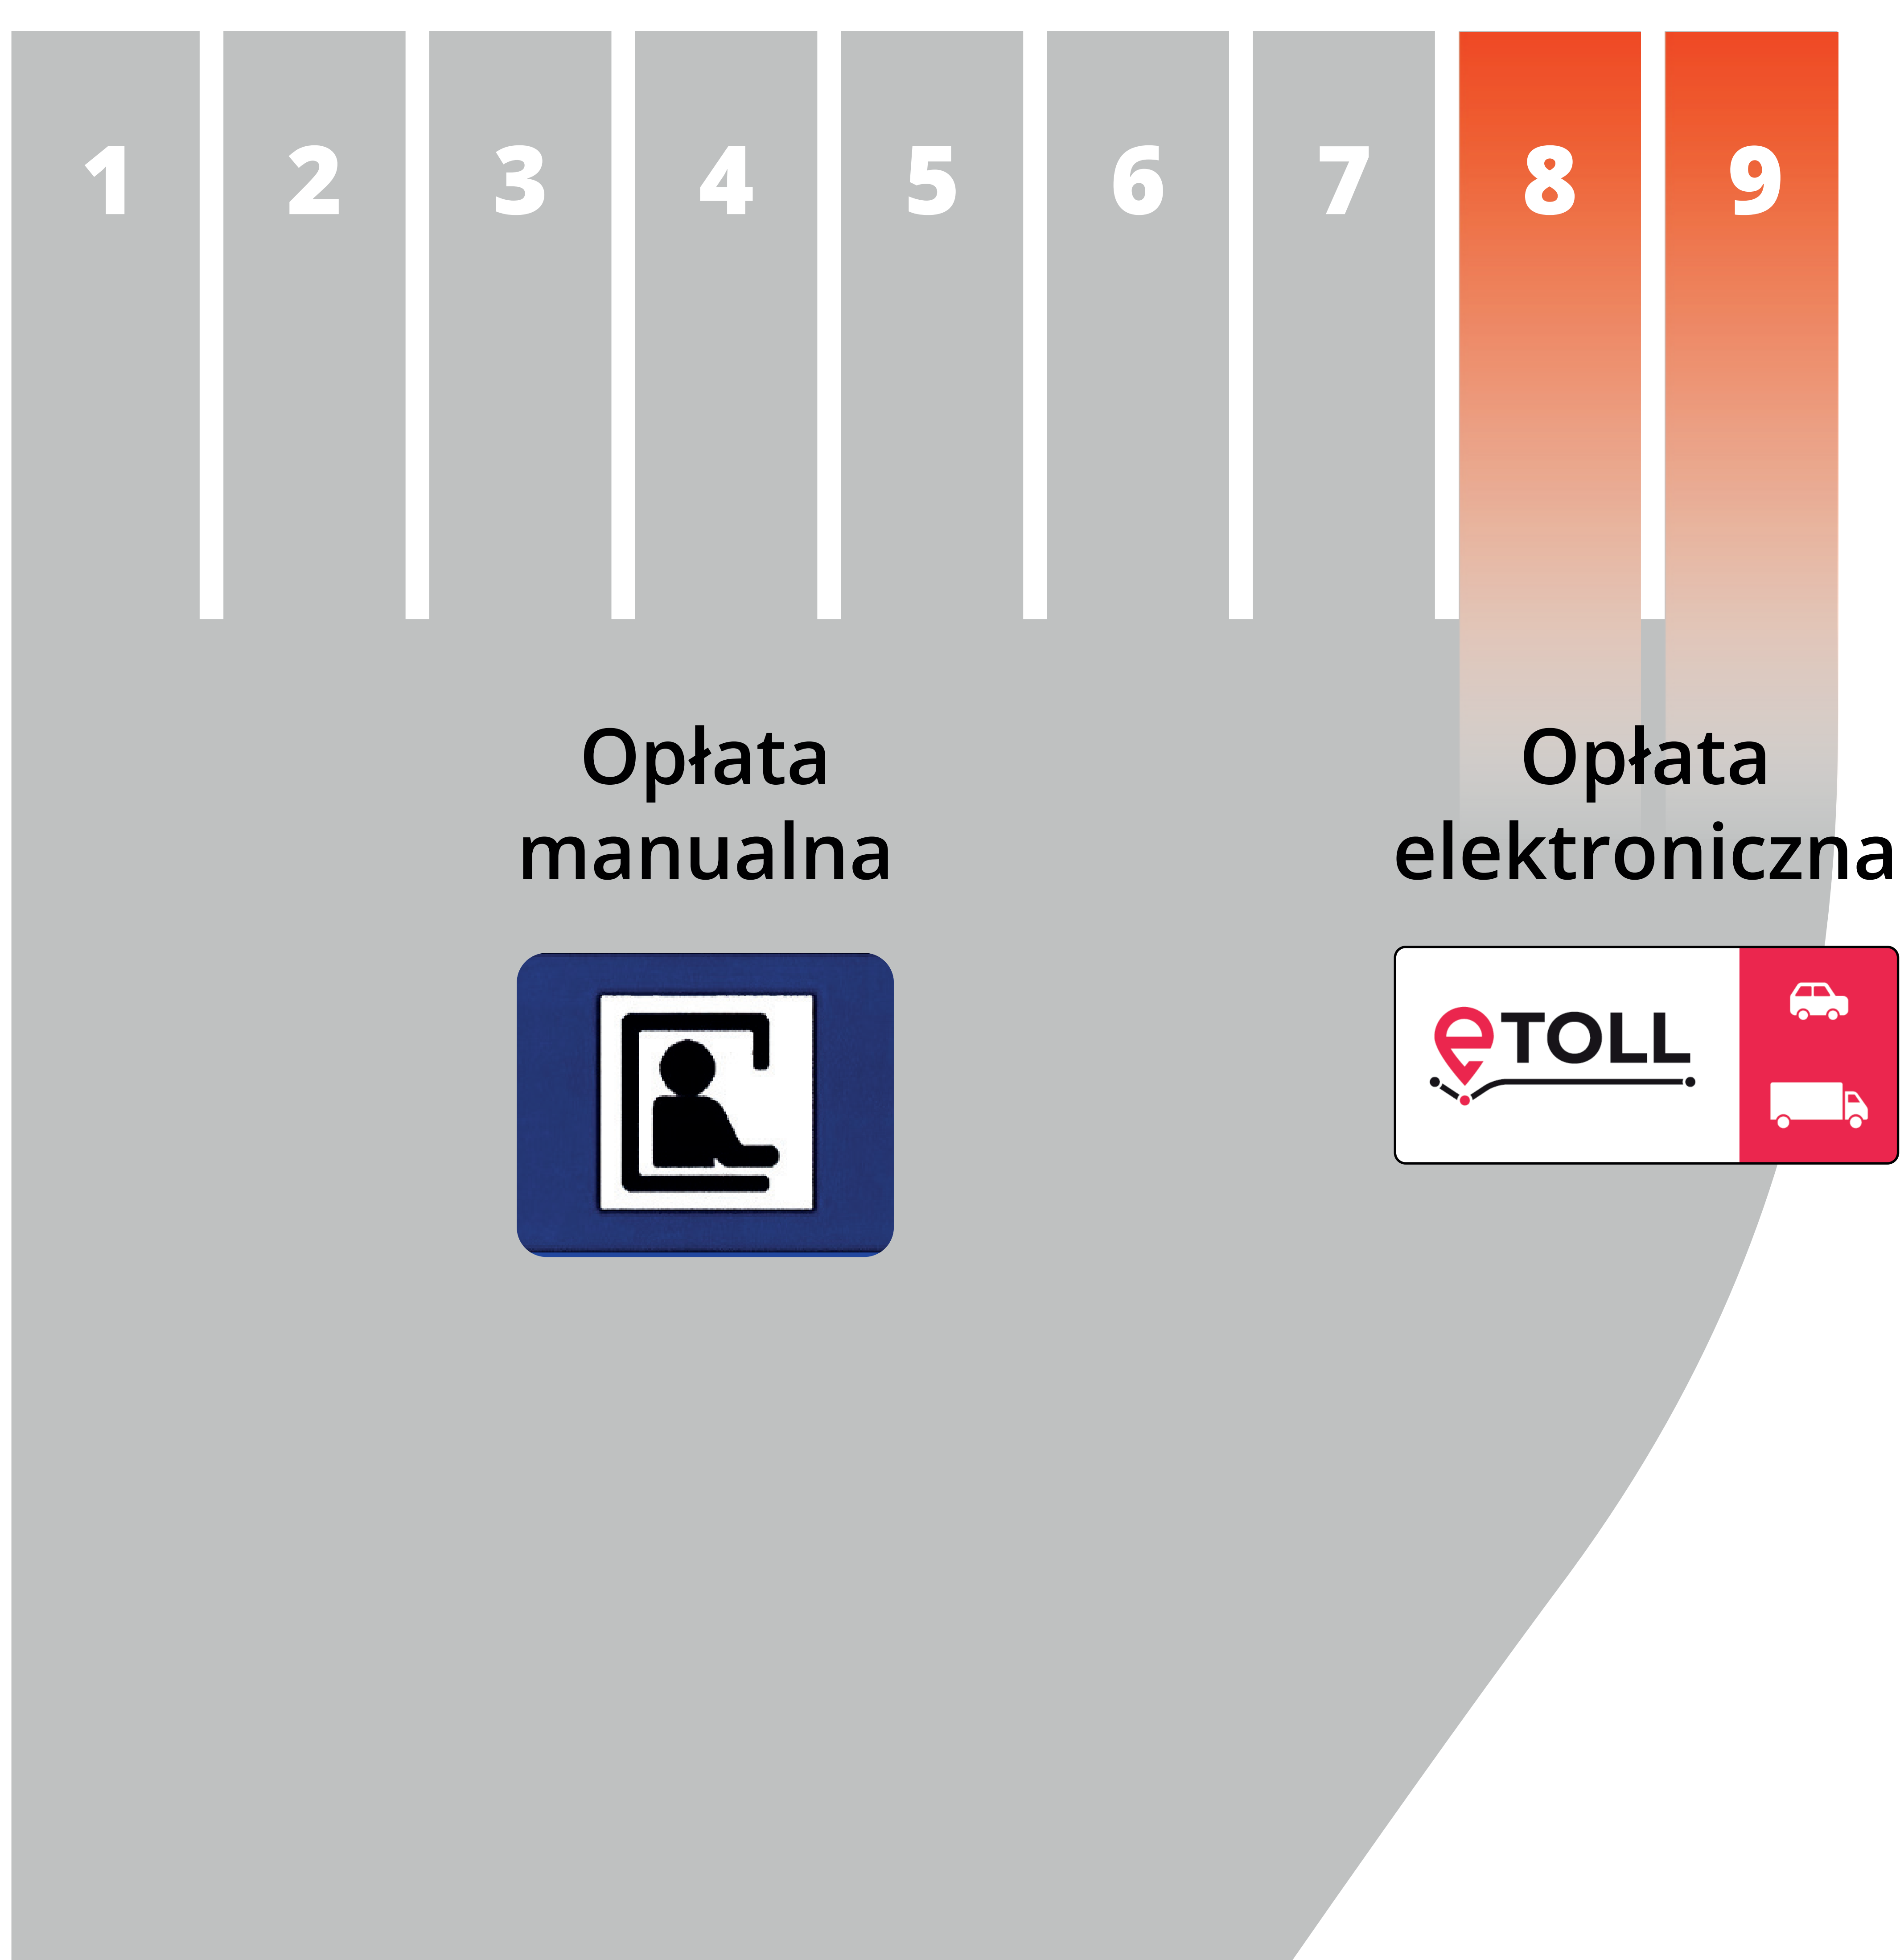 1 2 3 4 5 6 7 8 9
Opłata
manualna
Opłata
elektroniczna
eTOLL